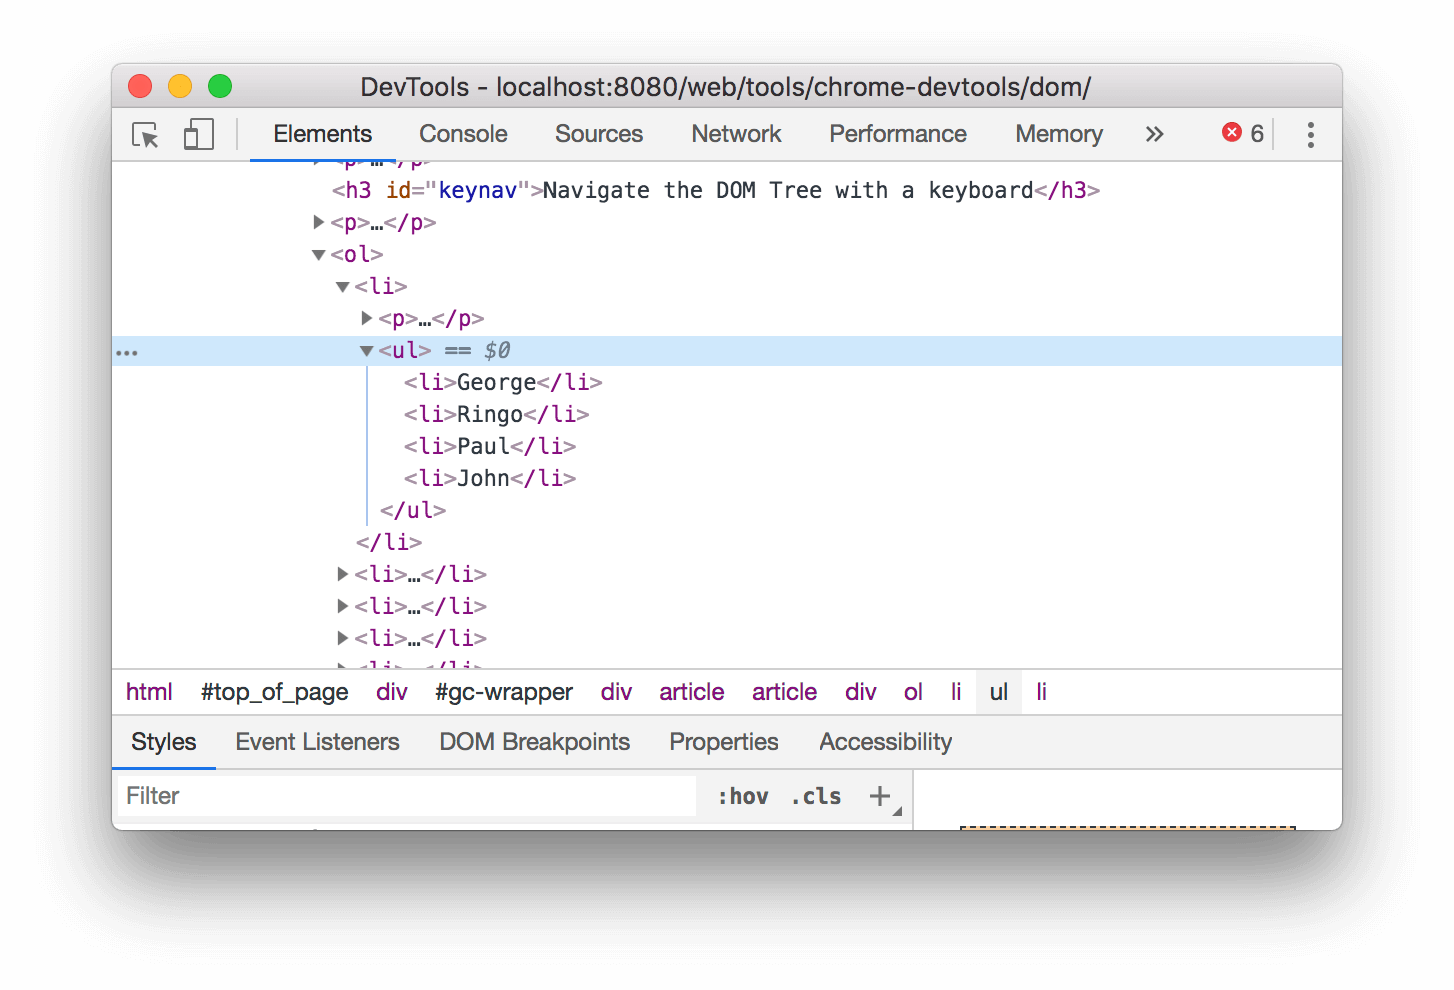 DevTools - localhost:8080/web/tools/chrome-devtools/dom/
Elements Console Sources Network Performance Memory » 6
<p>…</p>
<h3 id="keynav">Navigate the DOM Tree with a keyboard</h3>
<p>…</p>
<ol>
<li>
<p>…</p>
… <ul> == $0
<li>George</li>
<li>Ringo</li>
<li>Paul</li>
<li>John</li>
</ul>
</li>
<li>…</li>
<li>…</li>
<li>…</li>
<li>…</li>
html #top_of_page div #gc-wrapper div article article div ol li ul li
Styles Event Listeners DOM Breakpoints Properties Accessibility
Filter :hov .cls +